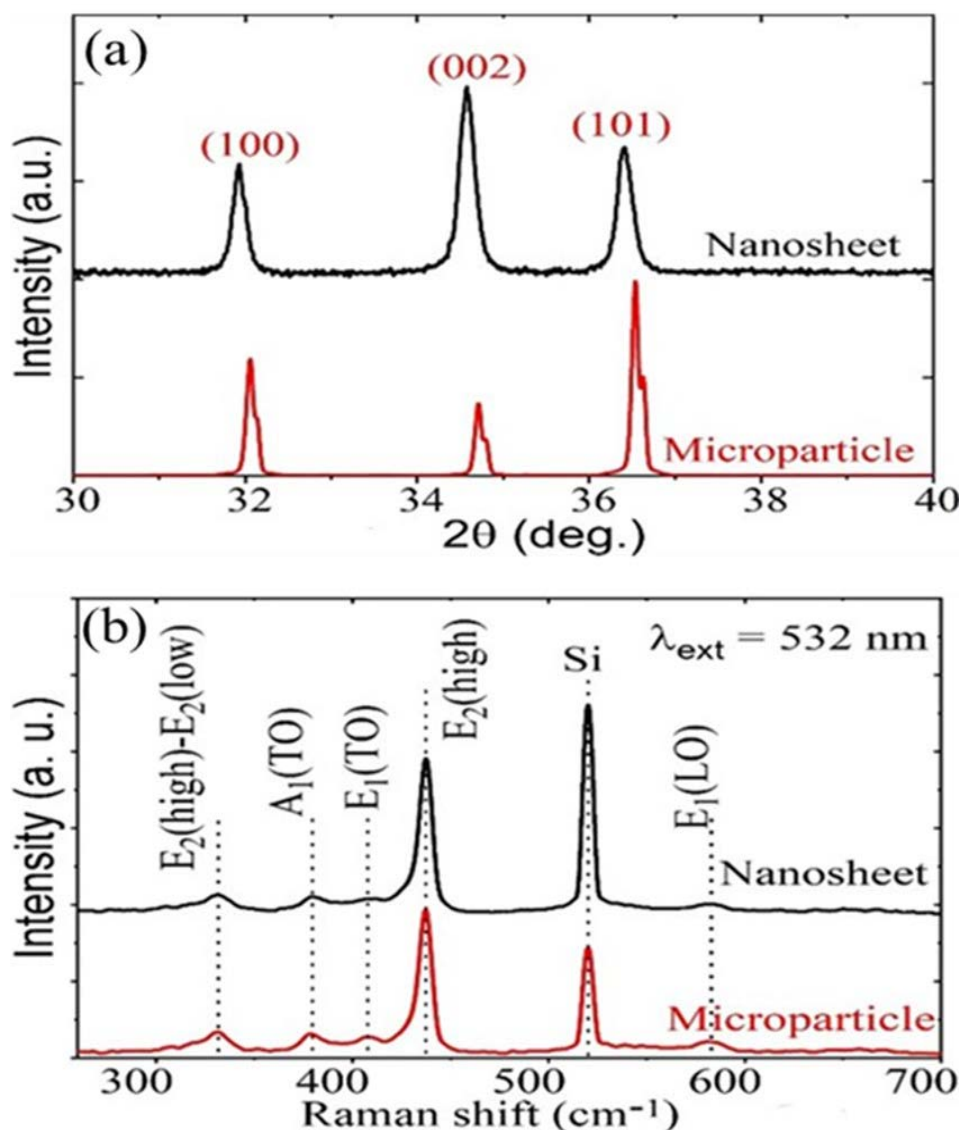 (a)
(002)
(100)
(101)
Nanosheet
Microparticle
Intensity (a.u.)
30 32 34 36 38 40
2θ (deg.)
(b)
E₂(high)-E₂(low)
A₁(TO)
E₁(TO)
E₂(high)
Si
E₁(LO)
λext = 532 nm
Nanosheet
Microparticle
Intensity (a. u.)
300 400 500 600 700
Raman shift (cm⁻¹)